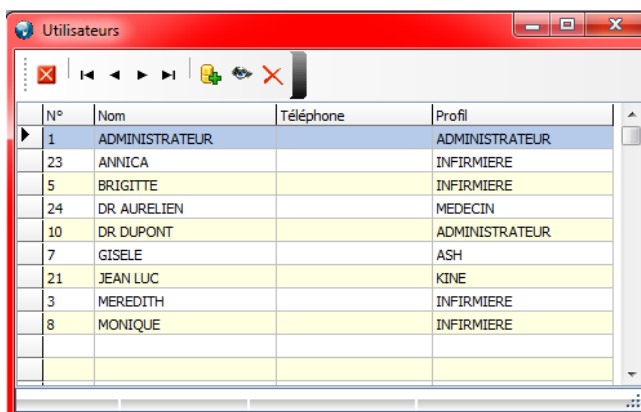 Utilisateurs
N° Nom Téléphone Profil
1 ADMINISTRATEUR ADMINISTRATEUR
23 ANNICA INFIRMIERE
5 BRIGITTE INFIRMIERE
24 DR AURELIEN MEDECIN
10 DR DUPONT ADMINISTRATEUR
7 GISELE ASH
21 JEAN LUC KINE
3 MEREDITH INFIRMIERE
8 MONIQUE INFIRMIERE